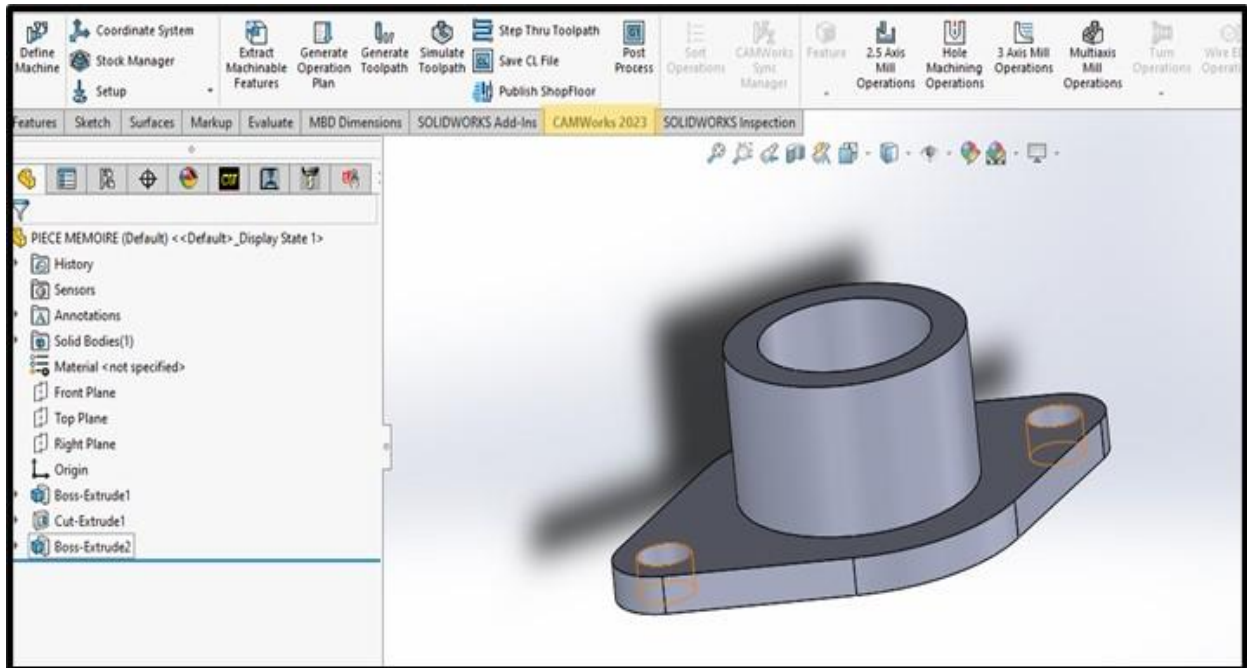 Define Machine
Coordinate System
Stock Manager
Setup
Extract Machinable Features
Generate Operation Plan
Generate Toolpath
Simulate Toolpath
Step Thru Toolpath
Save CL File
Publish ShopFloor
Post Process
Sort Operations
CAMWorks Sync Manager
Feature
2.5 Axis Mill Operations
Hole Machining Operations
3 Axis Mill Operations
Multiaxis Mill Operations
Turn Operations
Wire
Features Sketch Surfaces Markup Evaluate MBD Dimensions SOLIDWORKS Add-Ins CAMWorks 2023 SOLIDWORKS Inspection
PIECE MEMOIRE (Default) <<Default>_Display State 1>
History
Sensors
Annotations
Solid Bodies(1)
Material <not specified>
Front Plane
Top Plane
Right Plane
Origin
Boss-Extrude1
Cut-Extrude1
Boss-Extrude2